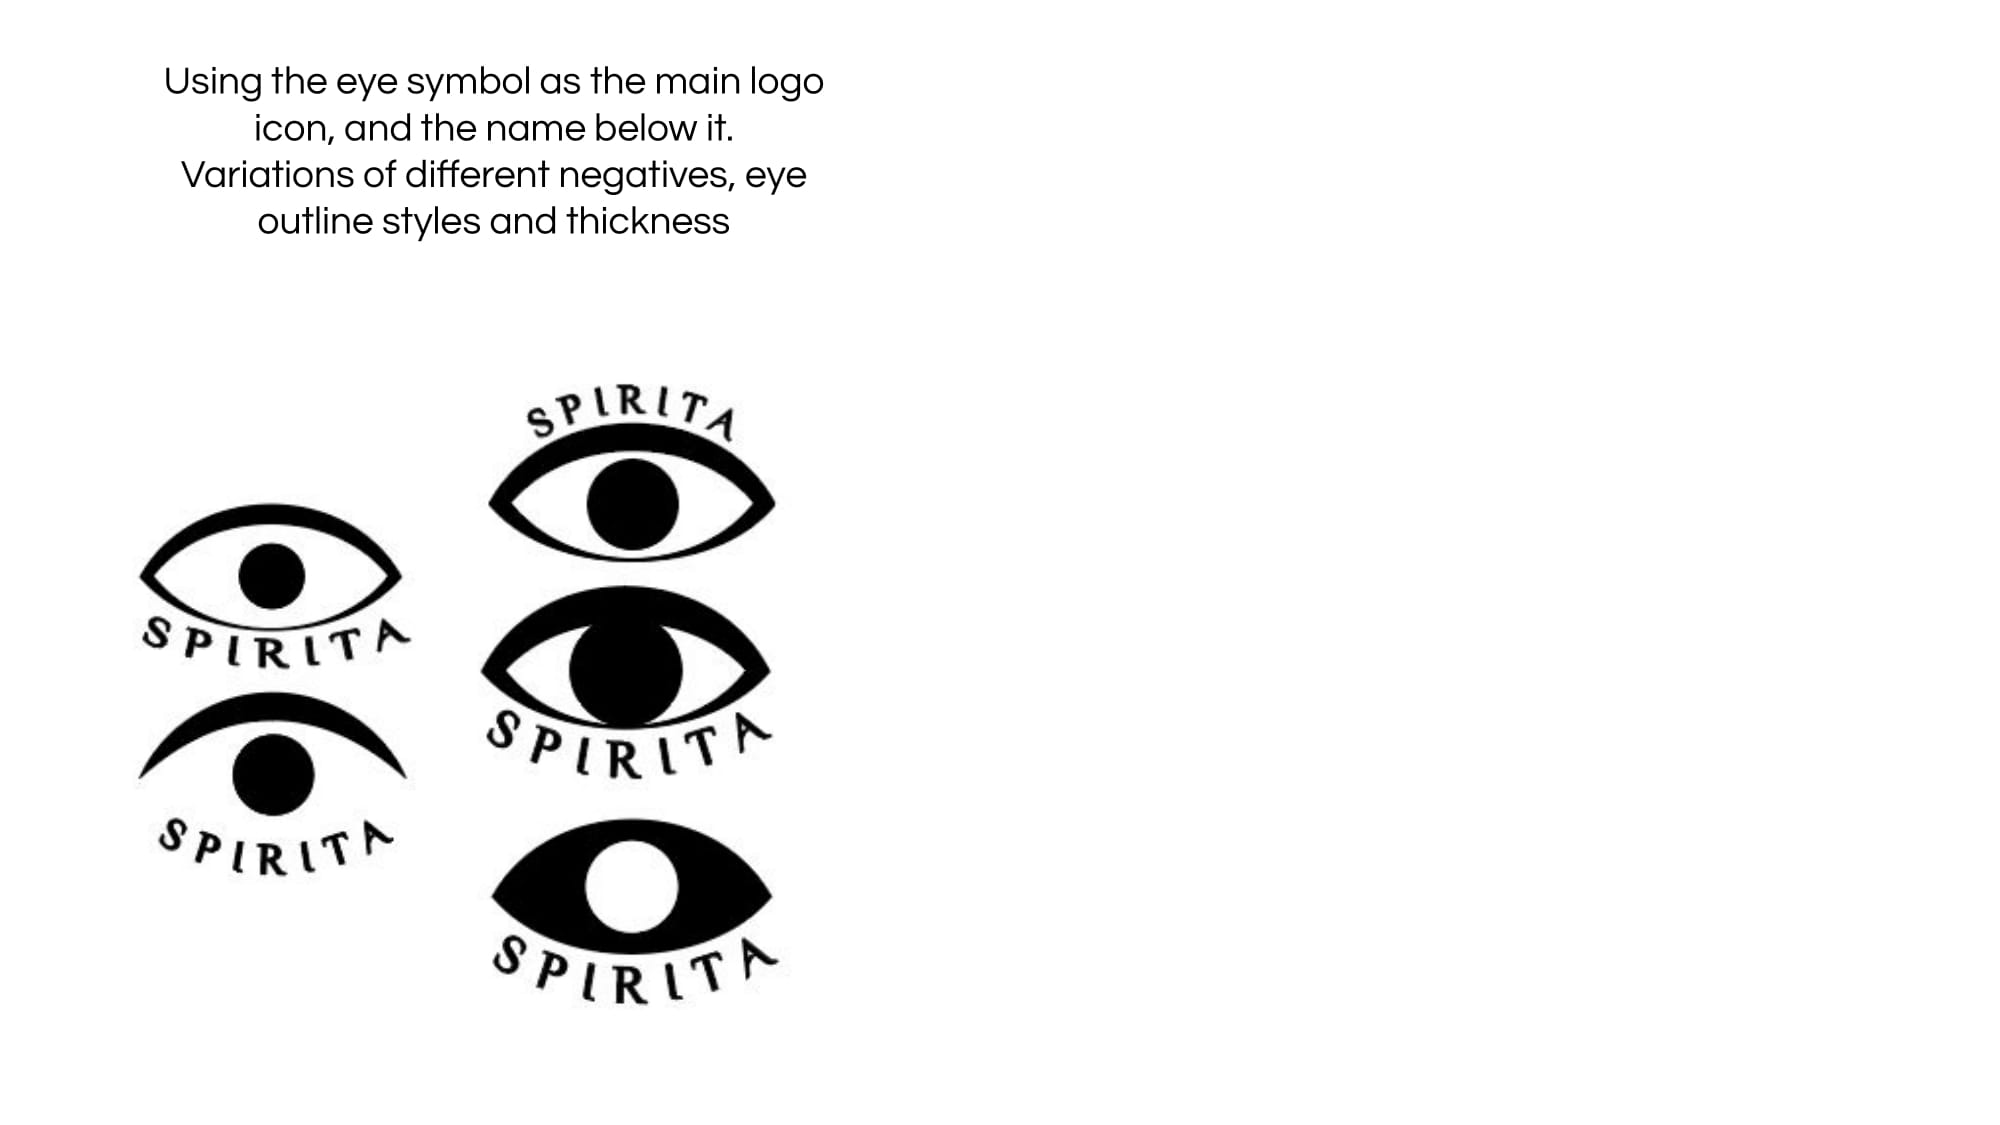 Using the eye symbol as the main logo
icon, and the name below it.
Variations of different negatives, eye
outline styles and thickness
SPIRITA
SPIRITA
SPIRITA
SPIRITA
SPIRITA